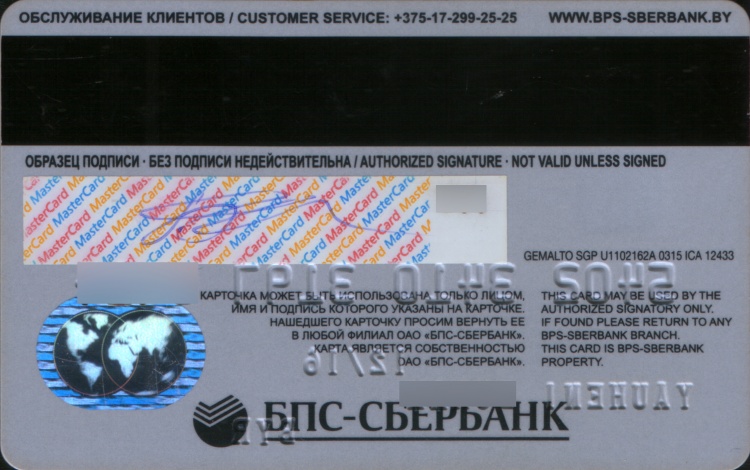 ОБСЛУЖИВАНИЕ КЛИЕНТОВ / CUSTOMER SERVICE: +375-17-299-25-25
WWW.BPS-SBERBANK.BY
ОБРАЗЕЦ ПОДПИСИ · БЕЗ ПОДПИСИ НЕДЕЙСТВИТЕЛЬНА / AUTHORIZED SIGNATURE · NOT VALID UNLESS SIGNED
MasterCard MasterCard MasterCard
GEMALTO SGP U1102162A 0315 ICA 12433
КАРТОЧКА МОЖЕТ БЫТЬ ИСПОЛЬЗОВАНА ТОЛЬКО ЛИЦОМ,
ИМЯ И ПОДПИСЬ КОТОРОГО УКАЗАНЫ НА КАРТОЧКЕ.
НАШЕДШЕГО КАРТОЧКУ ПРОСИМ ВЕРНУТЬ ЕЕ
В ЛЮБОЙ ФИЛИАЛ ОАО «БПС-СБЕРБАНК».
КАРТА ЯВЛЯЕТСЯ СОБСТВЕННОСТЬЮ
ОАО «БПС-СБЕРБАНК».
THIS CARD MAY BE USED BY THE
AUTHORIZED SIGNATORY ONLY.
IF FOUND PLEASE RETURN TO ANY
BPS-SBERBANK BRANCH.
THIS CARD IS BPS-SBERBANK
PROPERTY.
БПС-СБЕРБАНК